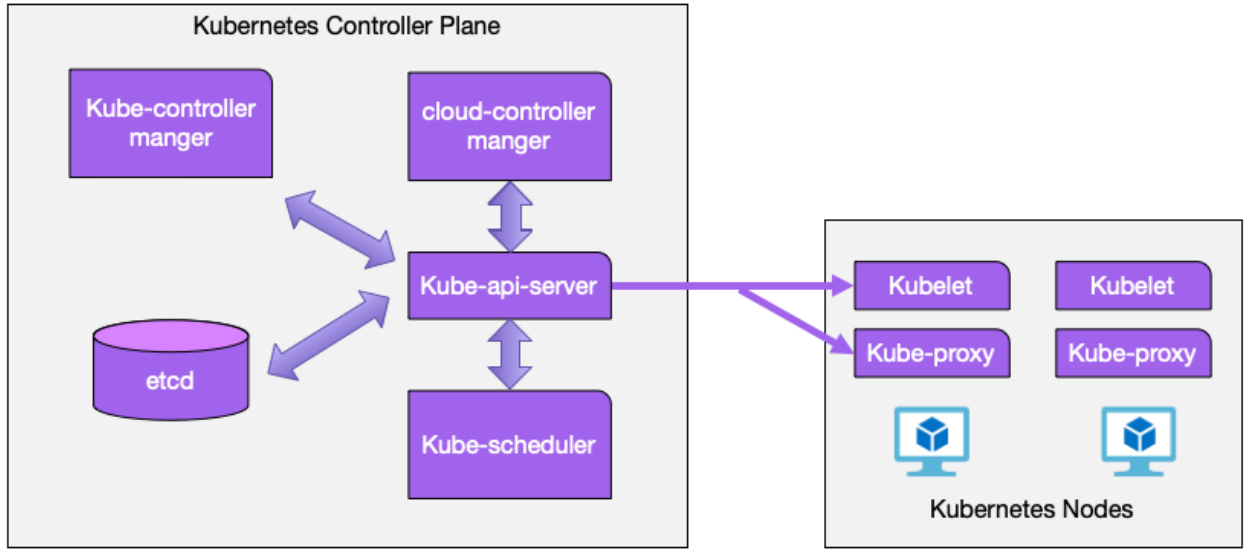 Kubernetes Controller Plane
Kube-controller
manger
cloud-controller
manger
Kube-api-server
etcd
Kube-scheduler
Kubelet
Kubelet
Kube-proxy
Kube-proxy
Kubernetes Nodes